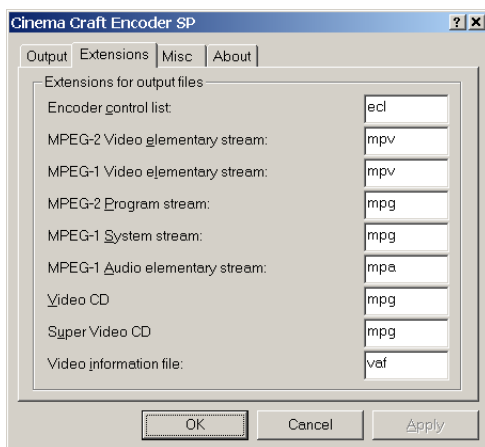 Cinema Craft Encoder SP
Output Extensions Misc About
Extensions for output files
Encoder control list: ecl
MPEG-2 Video elementary stream: mpv
MPEG-1 Video elementary stream: mpv
MPEG-2 Program stream: mpg
MPEG-1 System stream: mpg
MPEG-1 Audio elementary stream: mpa
Video CD mpg
Super Video CD mpg
Video information file: vaf
OK Cancel Apply